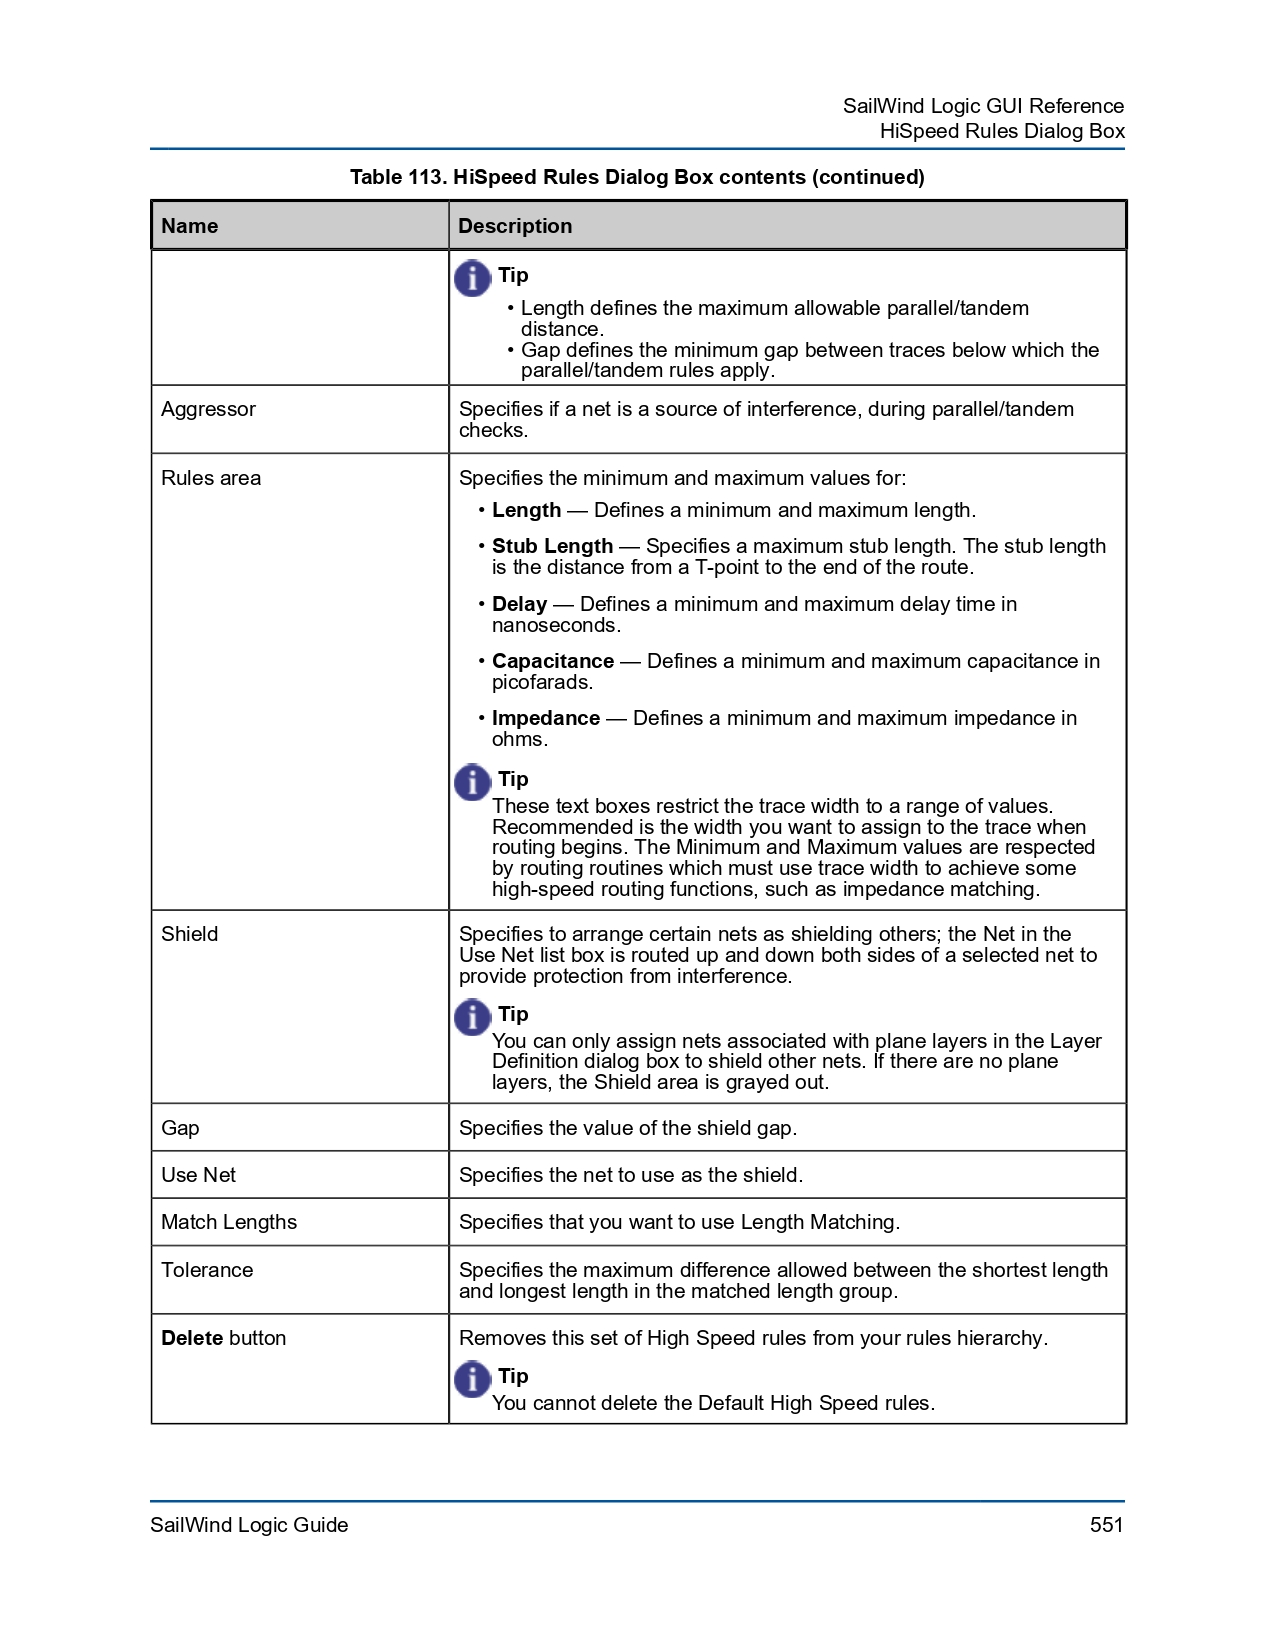 SailWind Logic GUI Reference
HiSpeed Rules Dialog Box
Table 113. HiSpeed Rules Dialog Box contents (continued)
Name Description
Tip
• Length defines the maximum allowable parallel/tandem
distance.
• Gap defines the minimum gap between traces below which the
parallel/tandem rules apply.
Aggressor Specifies if a net is a source of interference, during parallel/tandem
checks.
Rules area Specifies the minimum and maximum values for:
• Length — Defines a minimum and maximum length.
• Stub Length — Specifies a maximum stub length. The stub length
is the distance from a T-point to the end of the route.
• Delay — Defines a minimum and maximum delay time in
nanoseconds.
• Capacitance — Defines a minimum and maximum capacitance in
picofarads.
• Impedance — Defines a minimum and maximum impedance in
ohms.
Tip
These text boxes restrict the trace width to a range of values.
Recommended is the width you want to assign to the trace when
routing begins. The Minimum and Maximum values are respected
by routing routines which must use trace width to achieve some
high-speed routing functions, such as impedance matching.
Shield Specifies to arrange certain nets as shielding others; the Net in the
Use Net list box is routed up and down both sides of a selected net to
provide protection from interference.
Tip
You can only assign nets associated with plane layers in the Layer
Definition dialog box to shield other nets. If there are no plane
layers, the Shield area is grayed out.
Gap Specifies the value of the shield gap.
Use Net Specifies the net to use as the shield.
Match Lengths Specifies that you want to use Length Matching.
Tolerance Specifies the maximum difference allowed between the shortest length
and longest length in the matched length group.
Delete button Removes this set of High Speed rules from your rules hierarchy.
Tip
You cannot delete the Default High Speed rules.
SailWind Logic Guide 551